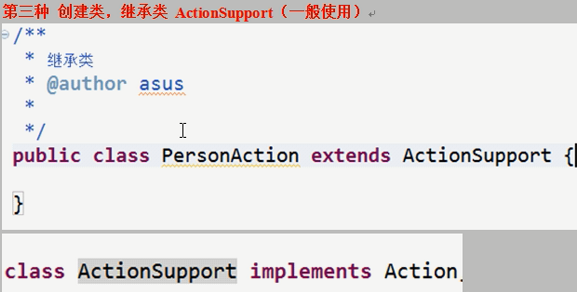 第三种 创建类，继承类 ActionSupport（一般使用）
/**
 * 继承类
 * @author asus
 *
 */
public class PersonAction extends ActionSupport {
}
class ActionSupport implements Action,